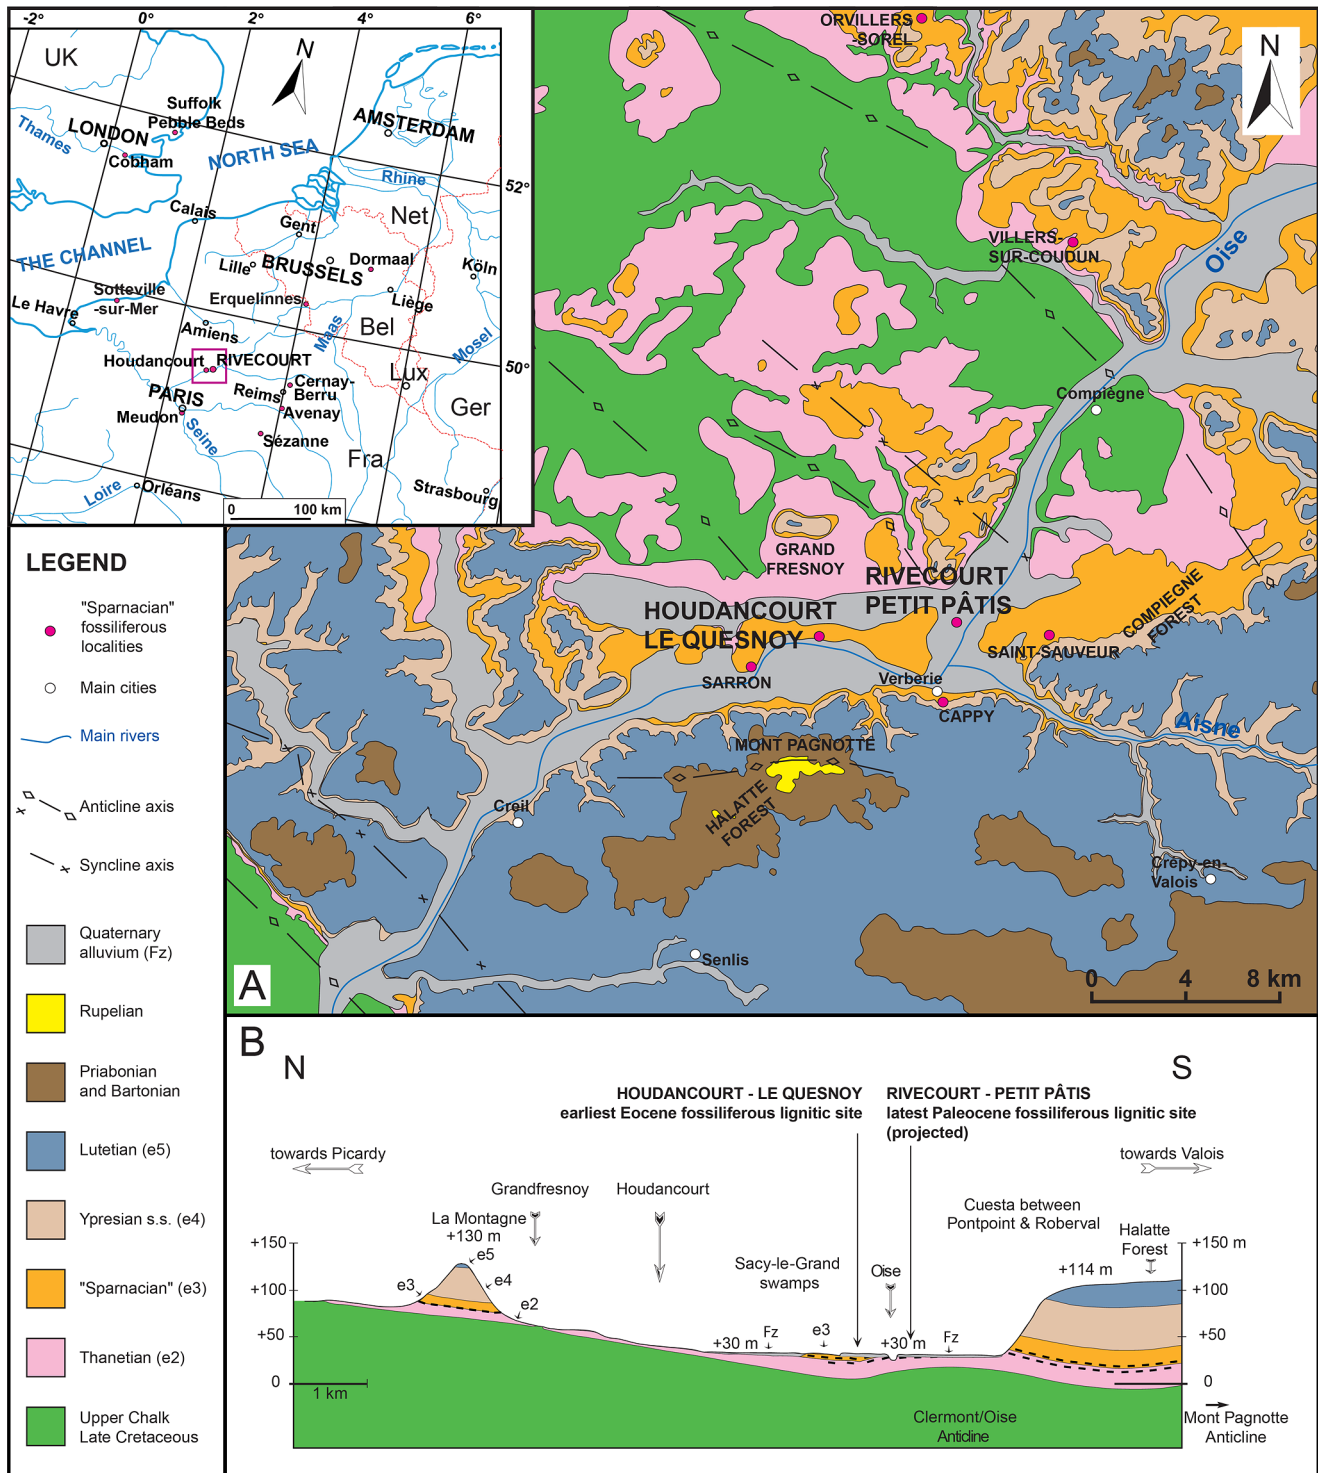 -2°
0°
2°
4°
6°
UK
N
Suffolk
Pebble Beds
AMSTERDAM
Thames
LONDON
Cobham
NORTH SEA
Rhine
52°
Calais
Net
Gent
THE CHANNEL
Lille
BRUSSELS
Dormaal
Köln
Sotteville
-sur-Mer
Erquelinnes
Liège
Le Havre
Amiens
Maas
Bel
Mosel
50°
Houdancourt
RIVECOURT
Lux
PARIS
Reims
Cernay-
Berru
Ger
Meudon
Avenay
Seine
Sézanne
Fra
Loire
Orléans
Strasbourg
0
100 km
ORVILLERS
-SOREL
N
VILLERS-
SUR-COUDUN
Oise
Compiègne
GRAND
FRESNOY
RIVECOURT
PETIT PÂTIS
HOUDANCOURT
LE QUESNOY
COMPIEGNE
FOREST
SAINT-SAUVEUR
SARRON
Verberie
CAPPY
Aisne
MONT PAGNOTTE
HALATTE
FOREST
Creil
Crépy-en-
Valois
Senlis
A
0
4
8 km
LEGEND
"Sparnacian"
fossiliferous
localities
Main cities
Main rivers
Anticline axis
Syncline axis
Quaternary
alluvium (Fz)
Rupelian
Priabonian
and Bartonian
Lutetian (e5)
Ypresian s.s. (e4)
"Sparnacian" (e3)
Thanetian (e2)
Upper Chalk
Late Cretaceous
B
N
S
HOUDANCOURT - LE QUESNOY
earliest Eocene fossiliferous lignitic site
RIVECOURT - PETIT PÂTIS
latest Paleocene fossiliferous lignitic site
(projected)
towards Picardy
towards Valois
Grandfresnoy
Houdancourt
La Montagne
+130 m
Cuesta between
Pontpoint & Roberval
Halatte
Forest
Sacy-le-Grand
swamps
Oise
+114 m
+150
+100
+50
0
+150 m
+100
+50
0
e5
e4
e3
e2
+30 m
Fz
e3
+30 m
Fz
1 km
Clermont/Oise
Anticline
Mont Pagnotte
Anticline